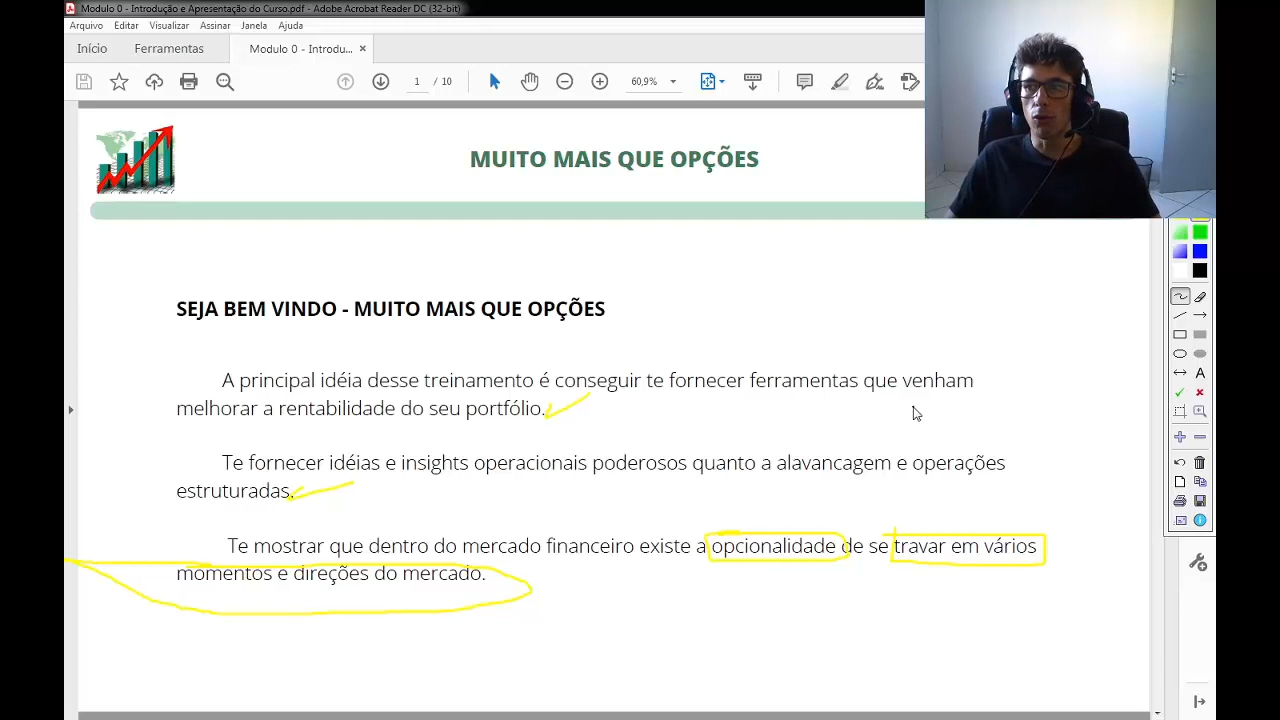 Modulo 0 - Introdução e Apresentação do Curso.pdf - Adobe Acrobat Reader DC (32-bit)
Arquivo Editar Visualizar Assinar Janela Ajuda
Início Ferramentas Modulo 0 - Introdu... ×
1 / 10 60,9%
MUITO MAIS QUE OPÇÕES
SEJA BEM VINDO - MUITO MAIS QUE OPÇÕES
A principal idéia desse treinamento é conseguir te fornecer ferramentas que venham
melhorar a rentabilidade do seu portfólio.
Te fornecer idéias e insights operacionais poderosos quanto a alavancagem e operações
estruturadas.
Te mostrar que dentro do mercado financeiro existe a opcionalidade de se travar em vários
momentos e direções do mercado.
A